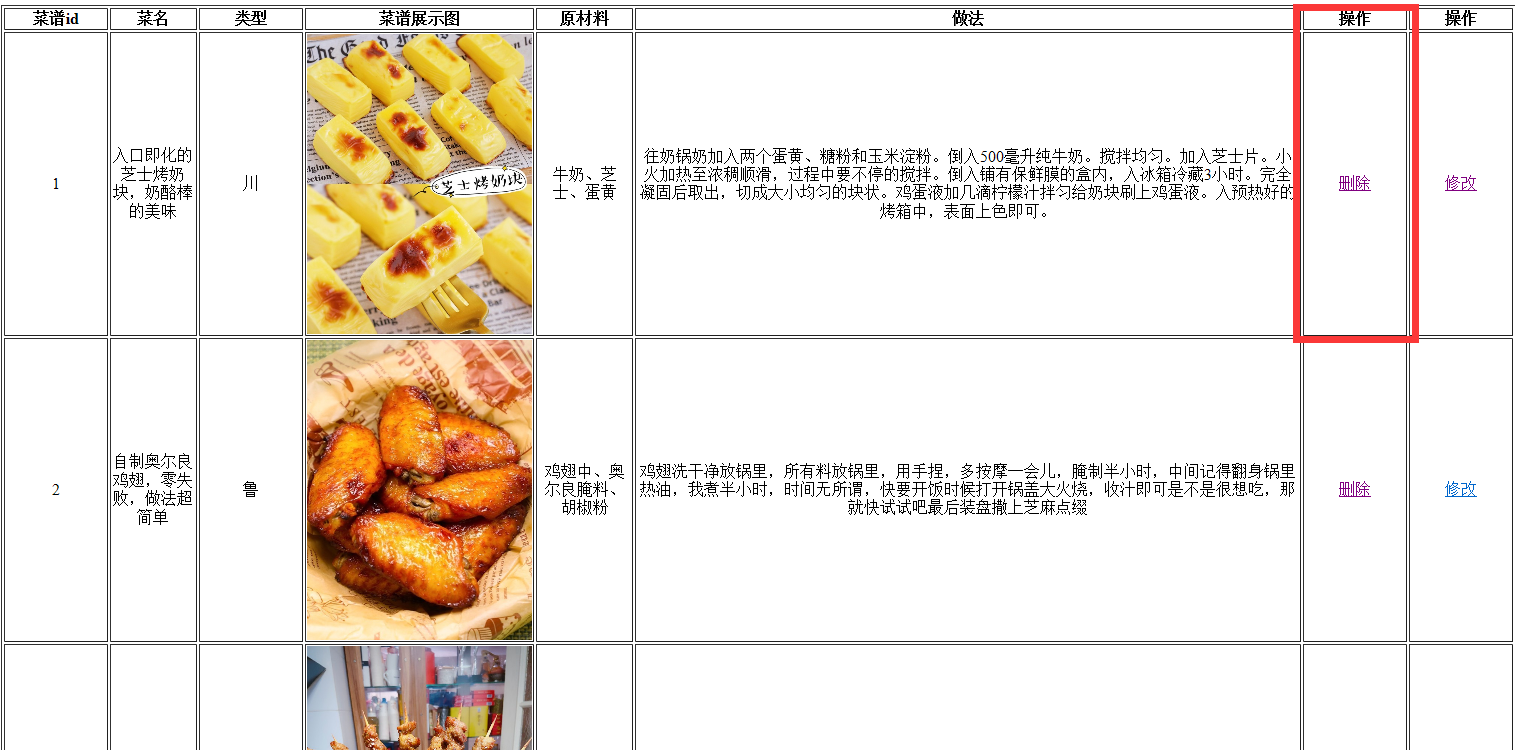 菜谱id 菜名 类型 菜谱展示图 原材料 做法 操作 操作
1
入口即化的
芝士烤奶
块，奶酪棒
的美味
川
The Good
芝士烤奶块
牛奶、芝
士、蛋黄
往奶锅奶加入两个蛋黄、糖粉和玉米淀粉。倒入500毫升纯牛奶。搅拌均匀。加入芝士片。小
火加热至浓稠顺滑，过程中要不停的搅拌。倒入铺有保鲜膜的盒内，入冰箱冷藏3小时。完全
凝固后取出，切成大小均匀的块状。鸡蛋液加几滴柠檬汁拌匀给奶块刷上鸡蛋液。入预热好的
烤箱中，表面上色即可。
删除
修改
2
自制奥尔良
鸡翅，零失
败，做法超
简单
鲁
鸡翅中、奥
尔良腌料、
胡椒粉
鸡翅洗干净放锅里，所有料放锅里，用手捏，多按摩一会儿，腌制半小时，中间记得翻身锅里
热油，我煮半小时，时间无所谓，快要开饭时候打开锅盖大火烧，收汁即可是不是很想吃，那
就快试试吧最后装盘撒上芝麻点缀
删除
修改